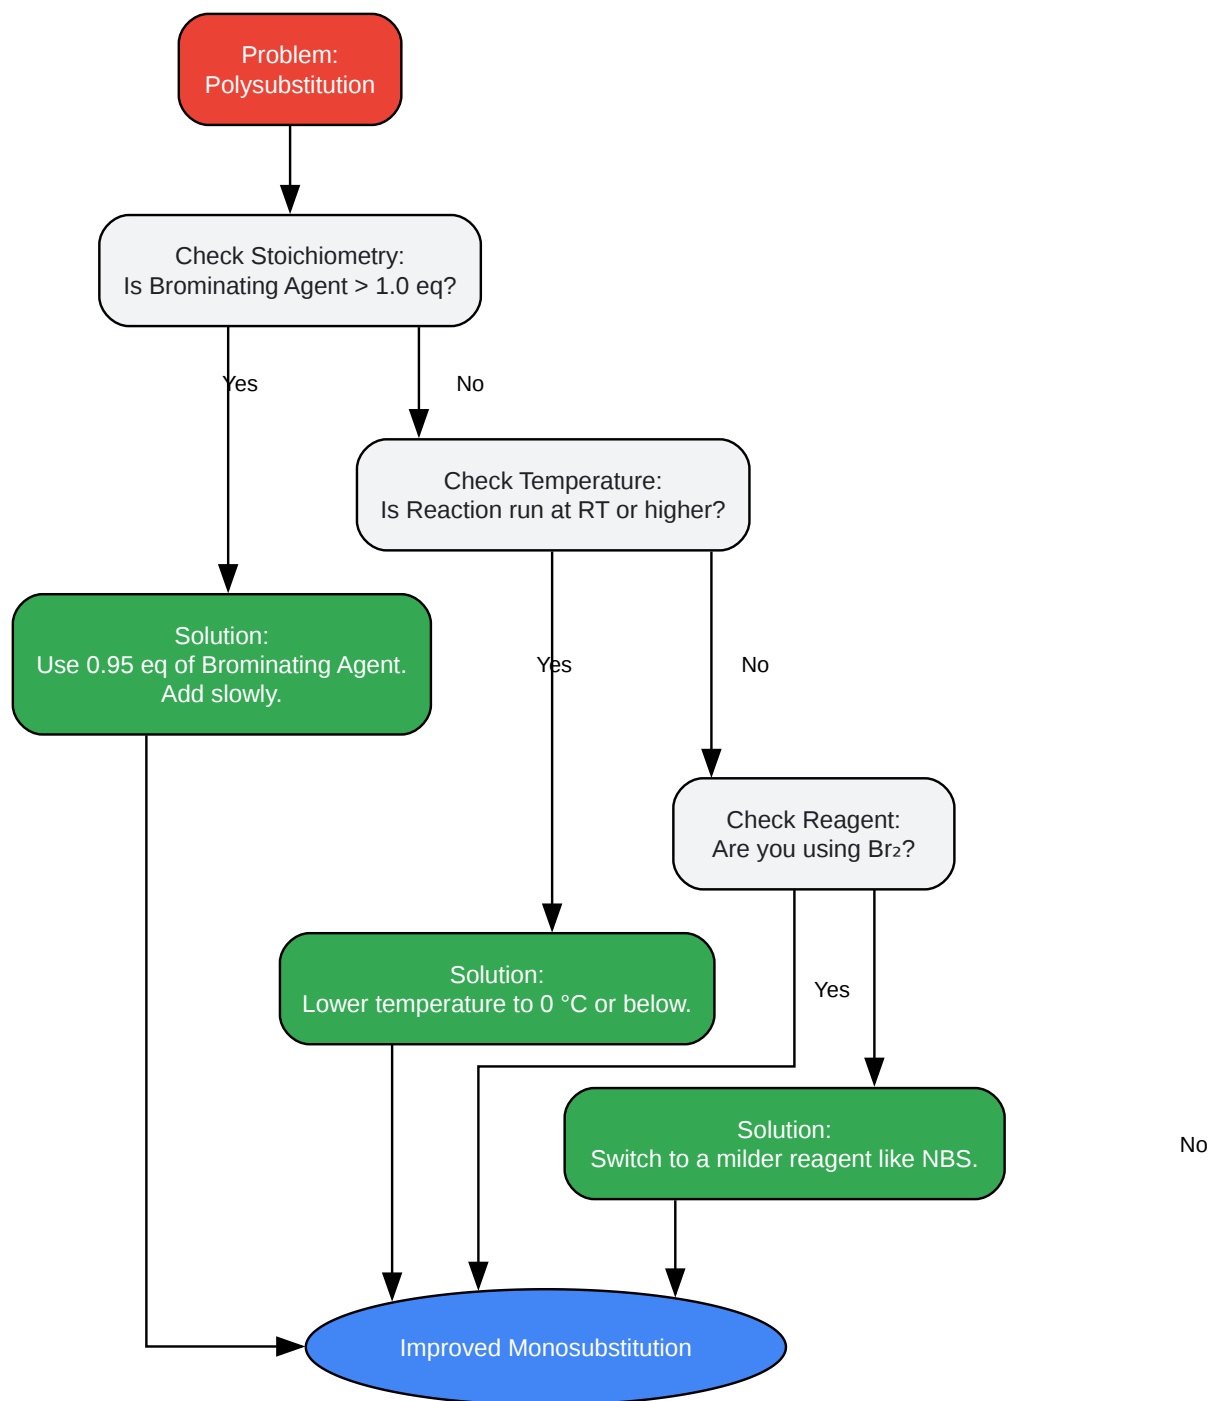 Problem:
Polysubstitution
Check Stoichiometry:
Is Brominating Agent > 1.0 eq?
Yes
No
Check Temperature:
Is Reaction run at RT or higher?
Solution:
Use 0.95 eq of Brominating Agent.
Add slowly.
Yes
No
Check Reagent:
Are you using Br₂?
Solution:
Lower temperature to 0 °C or below.
Yes
Solution:
Switch to a milder reagent like NBS.
No
Improved Monosubstitution